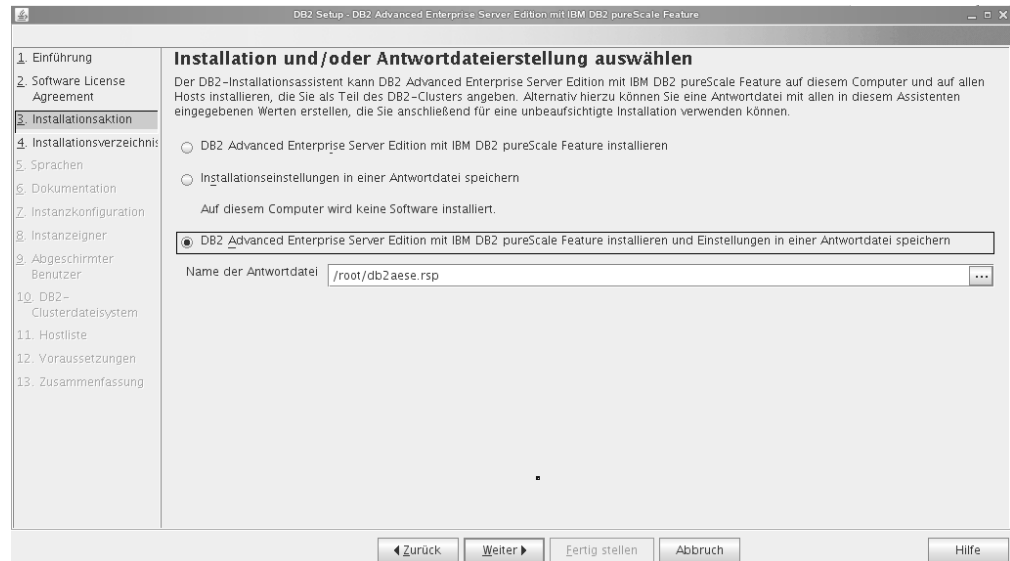 DB2 Setup - DB2 Advanced Enterprise Server Edition mit IBM DB2 pureScale Feature
1. Einführung
2. Software License
Agreement
3. Installationsaktion
4. Installationsverzeichnis
5. Sprachen
6. Dokumentation
7. Instanzkonfiguration
8. Instanzeigner
9. Abgeschirmter
Benutzer
10. DB2-
Clusterdateisystem
11. Hostliste
12. Voraussetzungen
13. Zusammenfassung
Installation und/oder Antwortdateierstellung auswählen
Der DB2-Installationsassistent kann DB2 Advanced Enterprise Server Edition mit IBM DB2 pureScale Feature auf diesem Computer und auf allen
Hosts installieren, die Sie als Teil des DB2-Clusters angeben. Alternativ hierzu können Sie eine Antwortdatei mit allen in diesem Assistenten
eingegebenen Werten erstellen, die Sie anschließend für eine unbeaufsichtigte Installation verwenden können.
DB2 Advanced Enterprise Server Edition mit IBM DB2 pureScale Feature installieren
Installationseinstellungen in einer Antwortdatei speichern
Auf diesem Computer wird keine Software installiert.
DB2 Advanced Enterprise Server Edition mit IBM DB2 pureScale Feature installieren und Einstellungen in einer Antwortdatei speichern
Name der Antwortdatei /root/db2aese.rsp ...
Zurück Weiter Fertig stellen Abbruch Hilfe